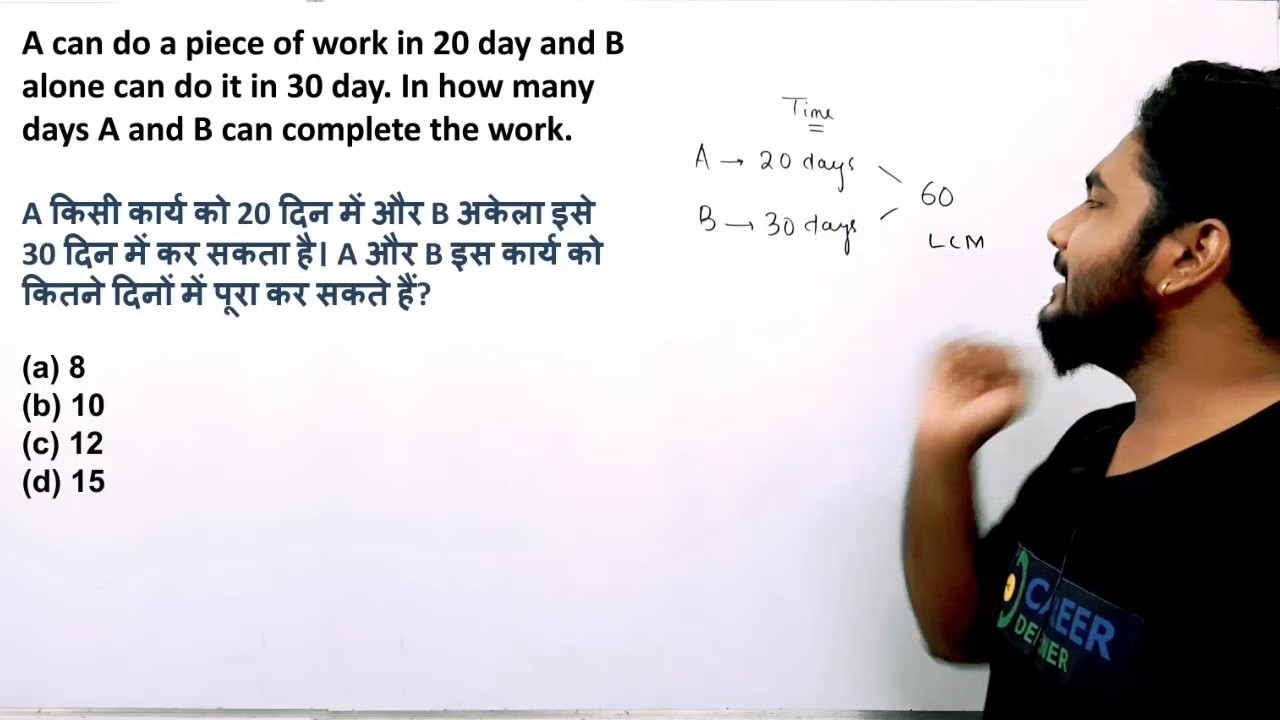 A can do a piece of work in 20 day and B
alone can do it in 30 day. In how many
days A and B can complete the work.
A किसी कार्य को 20 दिन में और B अकेला इसे
30 दिन में कर सकता है| A और B इस कार्य को
कितने दिनों में पूरा कर सकते हैं?
(a) 8
(b) 10
(c) 12
(d) 15
Time
A → 20 days
B → 30 days
60
LCM
CAREER
DEFINER